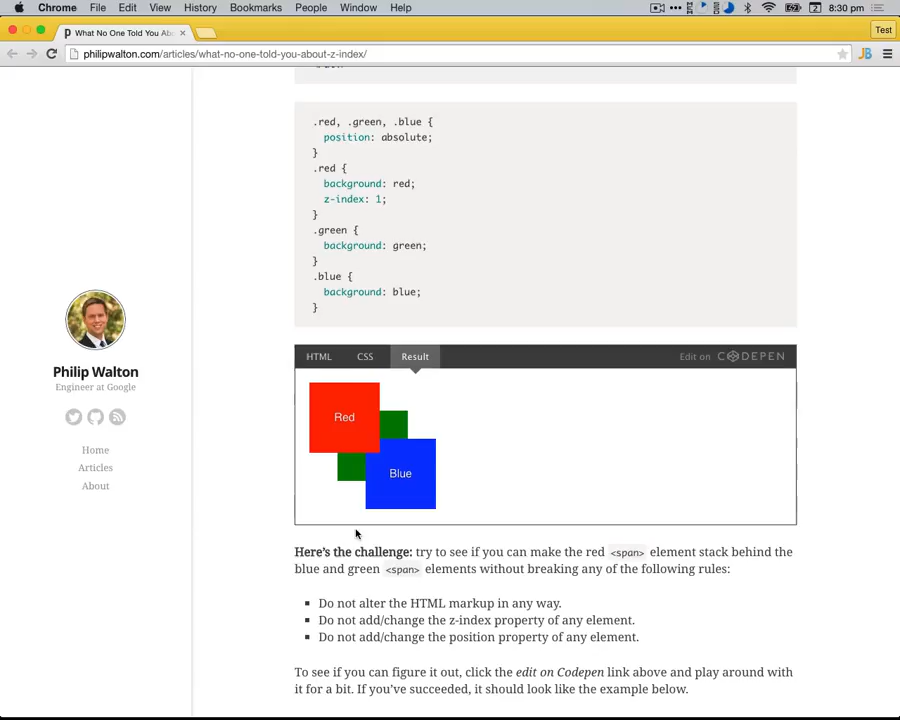 Chrome File Edit View History Bookmarks People Window Help 8:30 pm
What No One Told You Abo Test
philipwalton.com/articles/what-no-one-told-you-about-z-index/ JB
.red, .green, .blue {
position: absolute;
}
.red {
background: red;
z-index: 1;
}
.green {
background: green;
}
.blue {
background: blue;
}
Philip Walton
Engineer at Google
Home
Articles
About
HTML CSS Result Edit on CODEPEN
Red
Blue
Here's the challenge: try to see if you can make the red <span> element stack behind the
blue and green <span> elements without breaking any of the following rules:
▪ Do not alter the HTML markup in any way.
▪ Do not add/change the z-index property of any element.
▪ Do not add/change the position property of any element.
To see if you can figure it out, click the edit on Codepen link above and play around with
it for a bit. If you've succeeded, it should look like the example below.